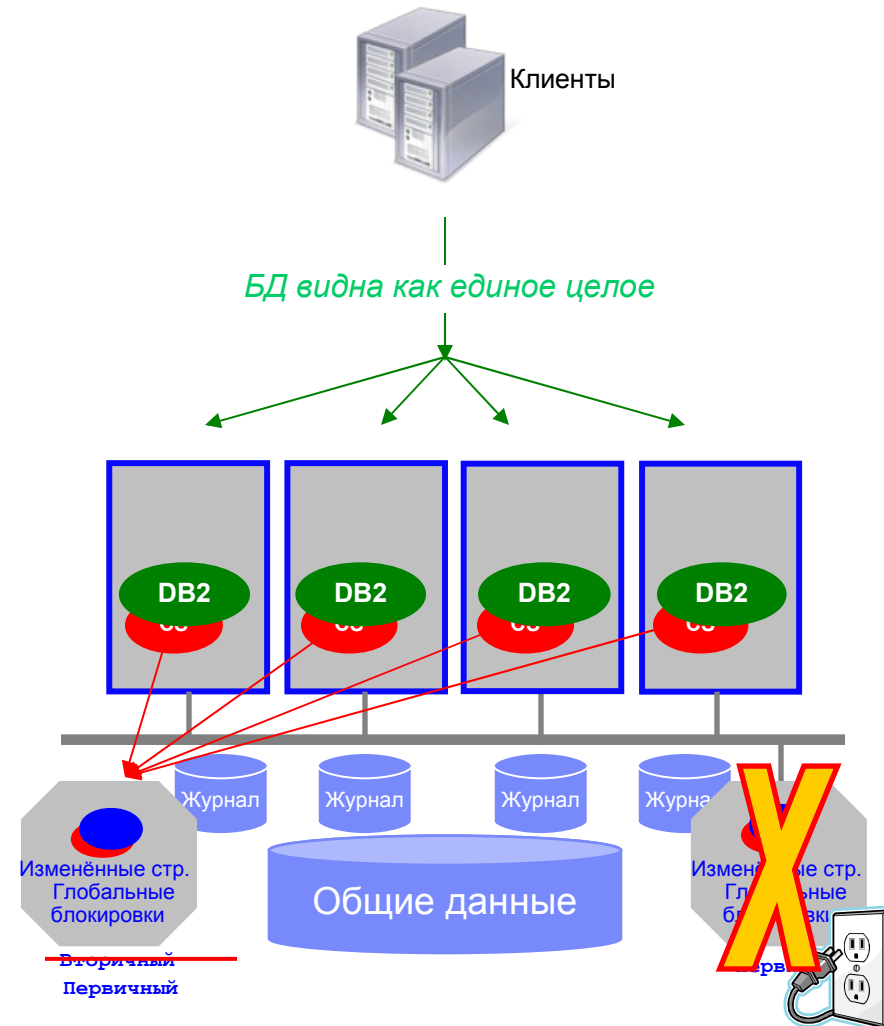 Клиенты
БД видна как единое целое
DB2
DB2
DB2
DB2
Журнал
Журнал
Журнал
Изменённые стр.
Глобальные
блокировки
Общие данные
стр.
Вторичный
Первичный